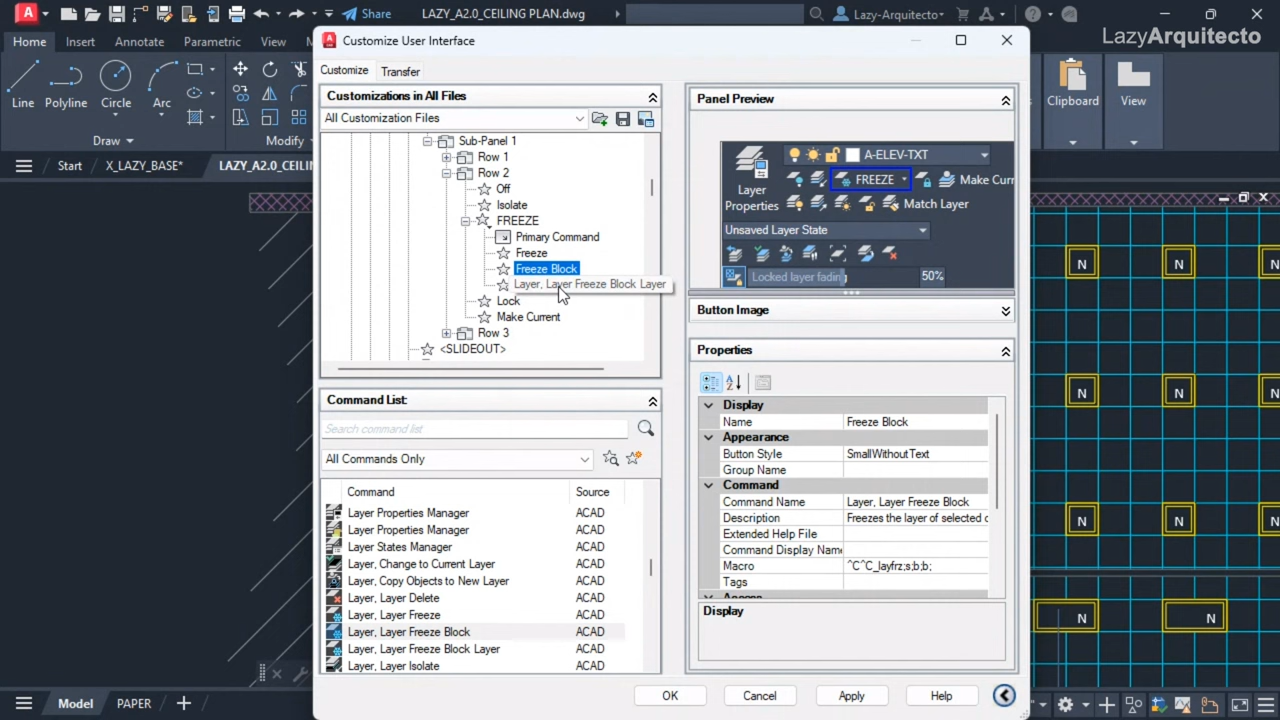 A Share LAZY_A2.0_CEILING PLAN.dwg Lazy-Arquitecto
LazyArquitecto
Home Insert Annotate Parametric View
Line Polyline Circle Arc
Draw
Modify
Start X_LAZY_BASE* LAZY_A2.0_CEILIN
Customize User Interface
Customize Transfer
Customizations in All Files
All Customization Files
Sub-Panel 1
Row 1
Row 2
Off
Isolate
FREEZE
Primary Command
Freeze
Freeze Block
Layer, Layer Freeze Block Layer
Lock
Make Current
Row 3
<SLIDEOUT>
Command List:
Search command list
All Commands Only
Command Source
Layer Properties Manager ACAD
Layer Properties Manager ACAD
Layer States Manager ACAD
Layer, Change to Current Layer ACAD
Layer, Copy Objects to New Layer ACAD
Layer, Layer Delete ACAD
Layer, Layer Freeze ACAD
Layer, Layer Freeze Block ACAD
Layer, Layer Freeze Block Layer ACAD
Layer, Layer Isolate ACAD
Panel Preview
Layer
Properties
A-ELEV-TXT
FREEZE Make Curr
Match Layer
Unsaved Layer State
Locked layer fading 50%
Button Image
Properties
Display
Name Freeze Block
Appearance
Button Style SmallWithoutText
Group Name
Command
Command Name Layer, Layer Freeze Block
Description Freezes the layer of selected o
Extended Help File
Command Display Name
Macro ^C^C_layfrz;s;b;b;
Tags
Access
Display
OK Cancel Apply Help
Clipboard View
N N N
N N N
N N N
N N
Model PAPER